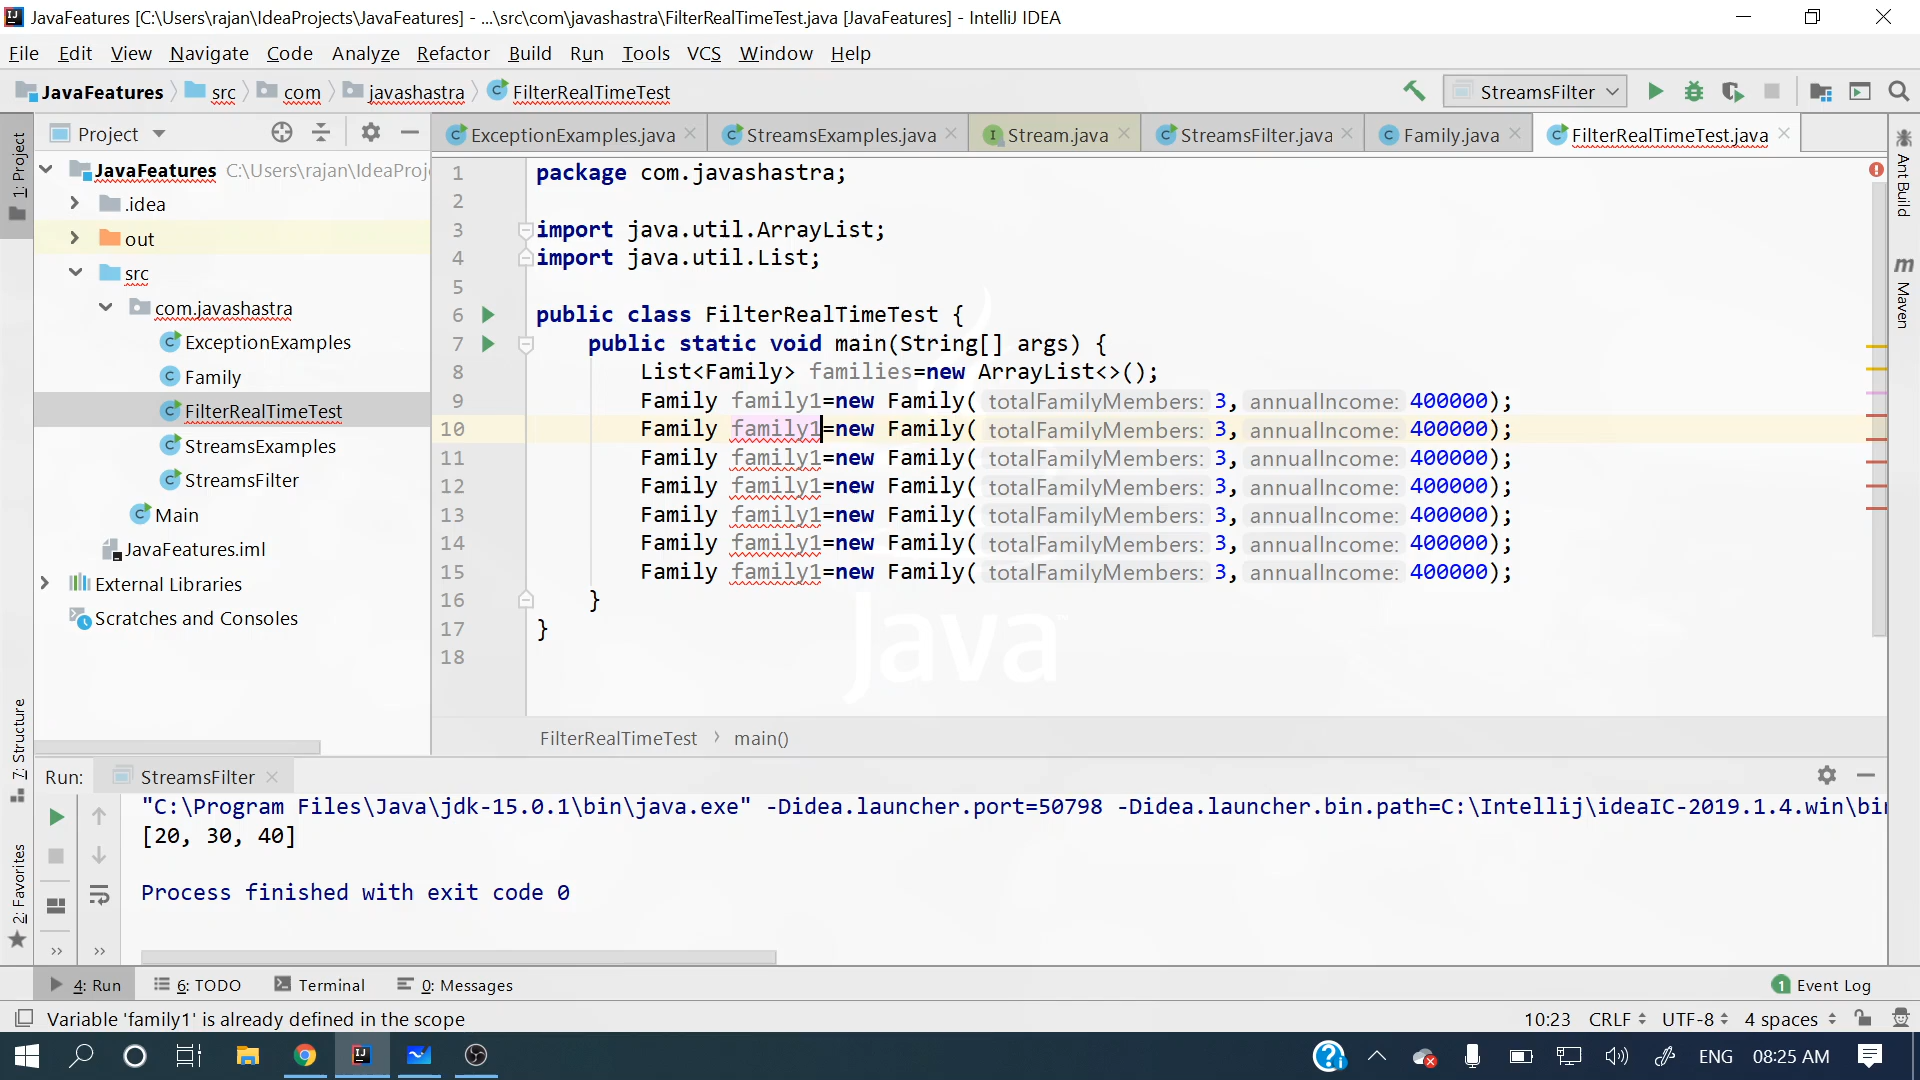 JavaFeatures [C:\Users\rajan\IdeaProjects\JavaFeatures] - ...\src\com\javashastra\FilterRealTimeTest.java [JavaFeatures] - IntelliJ IDEA
File Edit View Navigate Code Analyze Refactor Build Run Tools VCS Window Help
JavaFeatures src com javashastra FilterRealTimeTest StreamsFilter
Project
ExceptionExamples.java StreamsExamples.java Stream.java StreamsFilter.java Family.java FilterRealTimeTest.java
1: Project
7: Structure
2: Favorites
JavaFeatures C:\Users\rajan\IdeaProj
.idea
out
src
com.javashastra
ExceptionExamples
Family
FilterRealTimeTest
StreamsExamples
StreamsFilter
Main
JavaFeatures.iml
External Libraries
Scratches and Consoles
1 package com.javashastra;
2
3 import java.util.ArrayList;
4 import java.util.List;
5
6 public class FilterRealTimeTest {
7 public static void main(String[] args) {
8 List<Family> families=new ArrayList<>();
9 Family family1=new Family( totalFamilyMembers: 3, annualIncome: 400000);
10 Family family1=new Family( totalFamilyMembers: 3, annualIncome: 400000);
11 Family family1=new Family( totalFamilyMembers: 3, annualIncome: 400000);
12 Family family1=new Family( totalFamilyMembers: 3, annualIncome: 400000);
13 Family family1=new Family( totalFamilyMembers: 3, annualIncome: 400000);
14 Family family1=new Family( totalFamilyMembers: 3, annualIncome: 400000);
15 Family family1=new Family( totalFamilyMembers: 3, annualIncome: 400000);
16 }
17 }
18
Java
FilterRealTimeTest > main()
Ant Build
m Maven
Run: StreamsFilter
"C:\Program Files\Java\jdk-15.0.1\bin\java.exe" -Didea.launcher.port=50798 -Didea.launcher.bin.path=C:\Intellij\ideaIC-2019.1.4.win\bin
[20, 30, 40]
Process finished with exit code 0
4: Run 6: TODO Terminal 0: Messages 1 Event Log
Variable 'family1' is already defined in the scope 10:23 CRLF UTF-8 4 spaces
ENG 08:25 AM